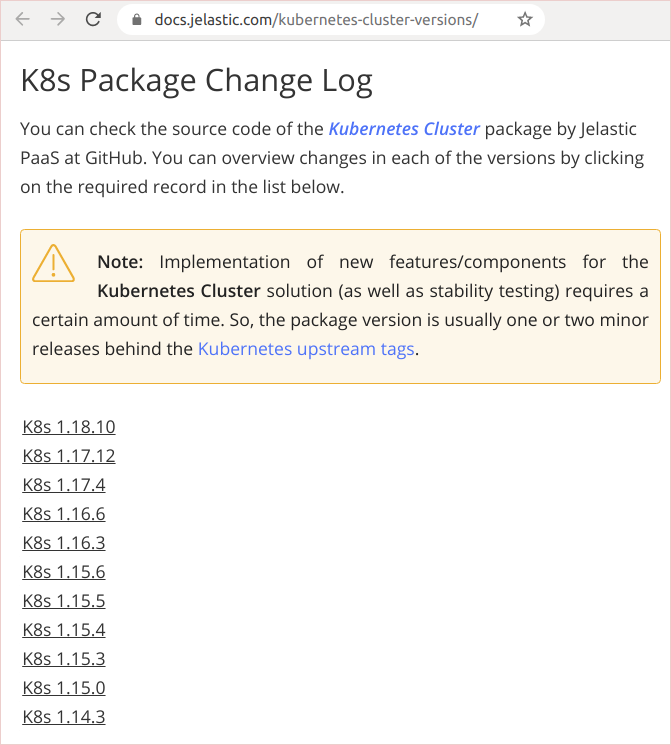 docs.jelastic.com/kubernetes-cluster-versions/
K8s Package Change Log
You can check the source code of the Kubernetes Cluster package by Jelastic
PaaS at GitHub. You can overview changes in each of the versions by clicking
on the required record in the list below.
Note: Implementation of new features/components for the
Kubernetes Cluster solution (as well as stability testing) requires a
certain amount of time. So, the package version is usually one or two minor
releases behind the Kubernetes upstream tags.
K8s 1.18.10
K8s 1.17.12
K8s 1.17.4
K8s 1.16.6
K8s 1.16.3
K8s 1.15.6
K8s 1.15.5
K8s 1.15.4
K8s 1.15.3
K8s 1.15.0
K8s 1.14.3